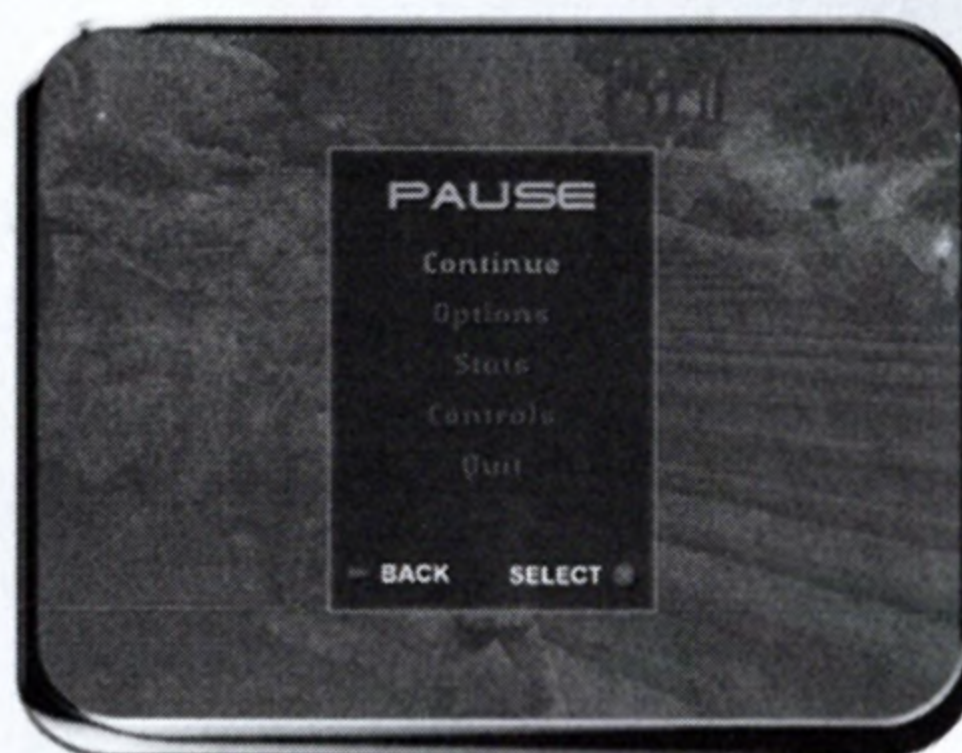 PAUSE
Continue
Options
Stats
Controls
Quit
BACK SELECT